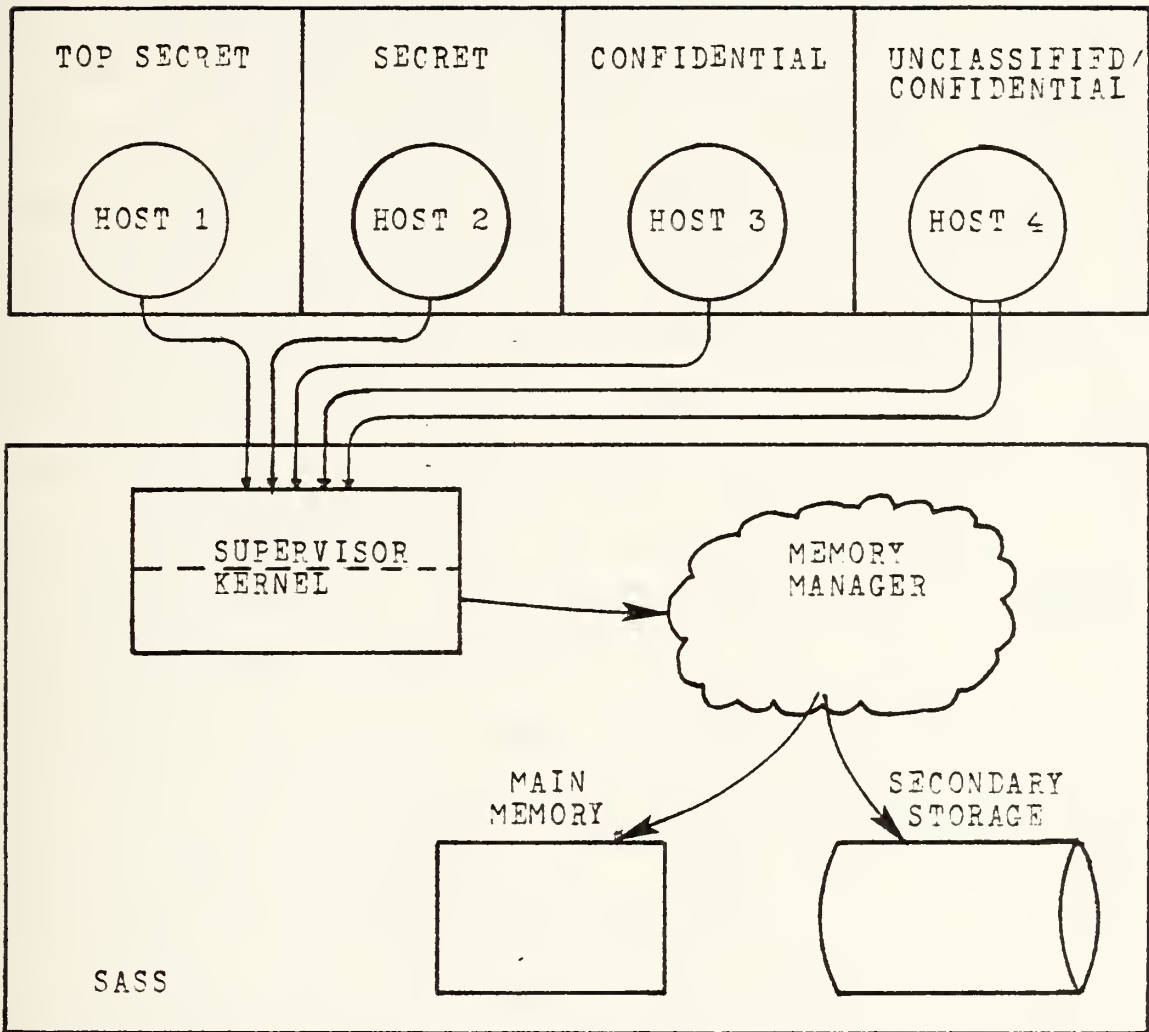 TOP SECRET
SECRET
CONFIDENTIAL
UNCLASSIFIED/
CONFIDENTIAL
HOST 1
HOST 2
HOST 3
HOST 4
SUPERVISOR
KERNEL
MEMORY
MANAGER
MAIN
MEMORY
SECONDARY
STORAGE
SASS